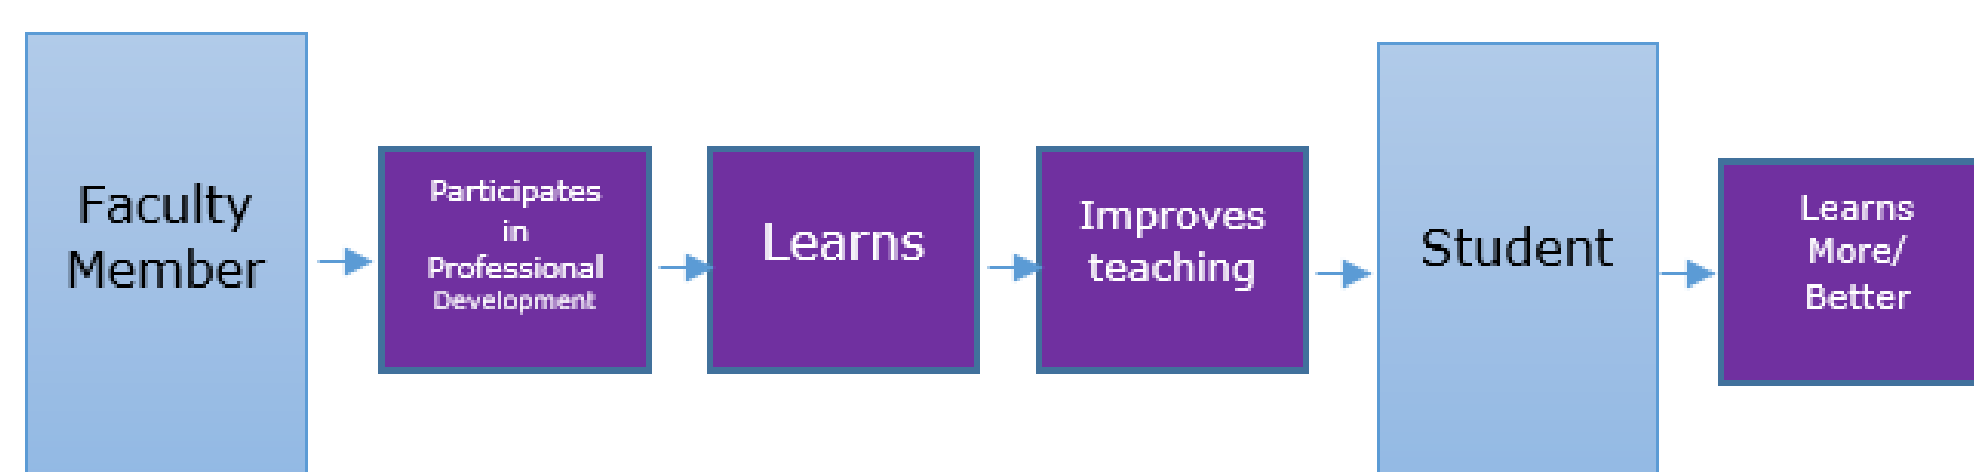 Faculty
Member
Participates
in
Professional
Development
Learns
Improves
teaching
Student
Learns
More/
Better